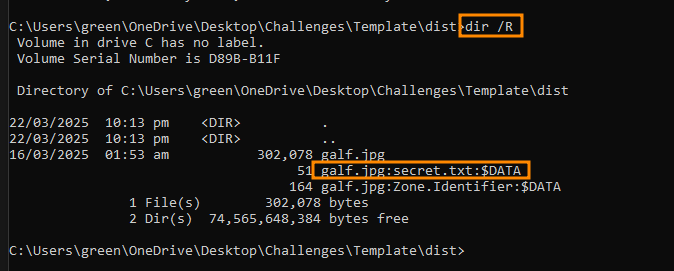 C:\Users\green\OneDrive\Desktop\Challenges\Template\dist>dir /R
 Volume in drive C has no label.
 Volume Serial Number is D89B-B11F

 Directory of C:\Users\green\OneDrive\Desktop\Challenges\Template\dist

22/03/2025  10:13 pm    <DIR>          .
22/03/2025  10:13 pm    <DIR>          ..
16/03/2025  01:53 am           302,078 galf.jpg
                                    51 galf.jpg:secret.txt:$DATA
                                   164 galf.jpg:Zone.Identifier:$DATA
               1 File(s)        302,078 bytes
               2 Dir(s)  74,565,648,384 bytes free

C:\Users\green\OneDrive\Desktop\Challenges\Template\dist>